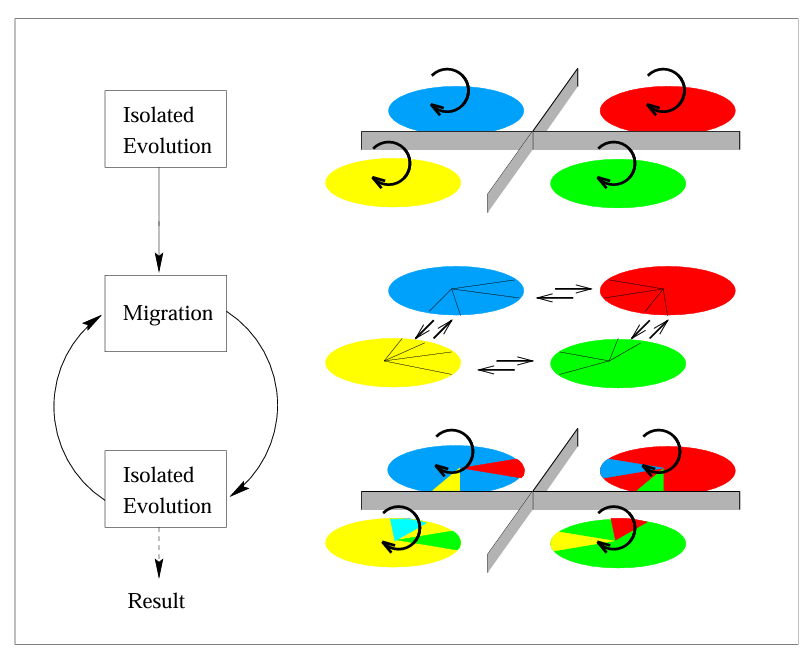 Isolated
Evolution
Migration
Isolated
Evolution
Result